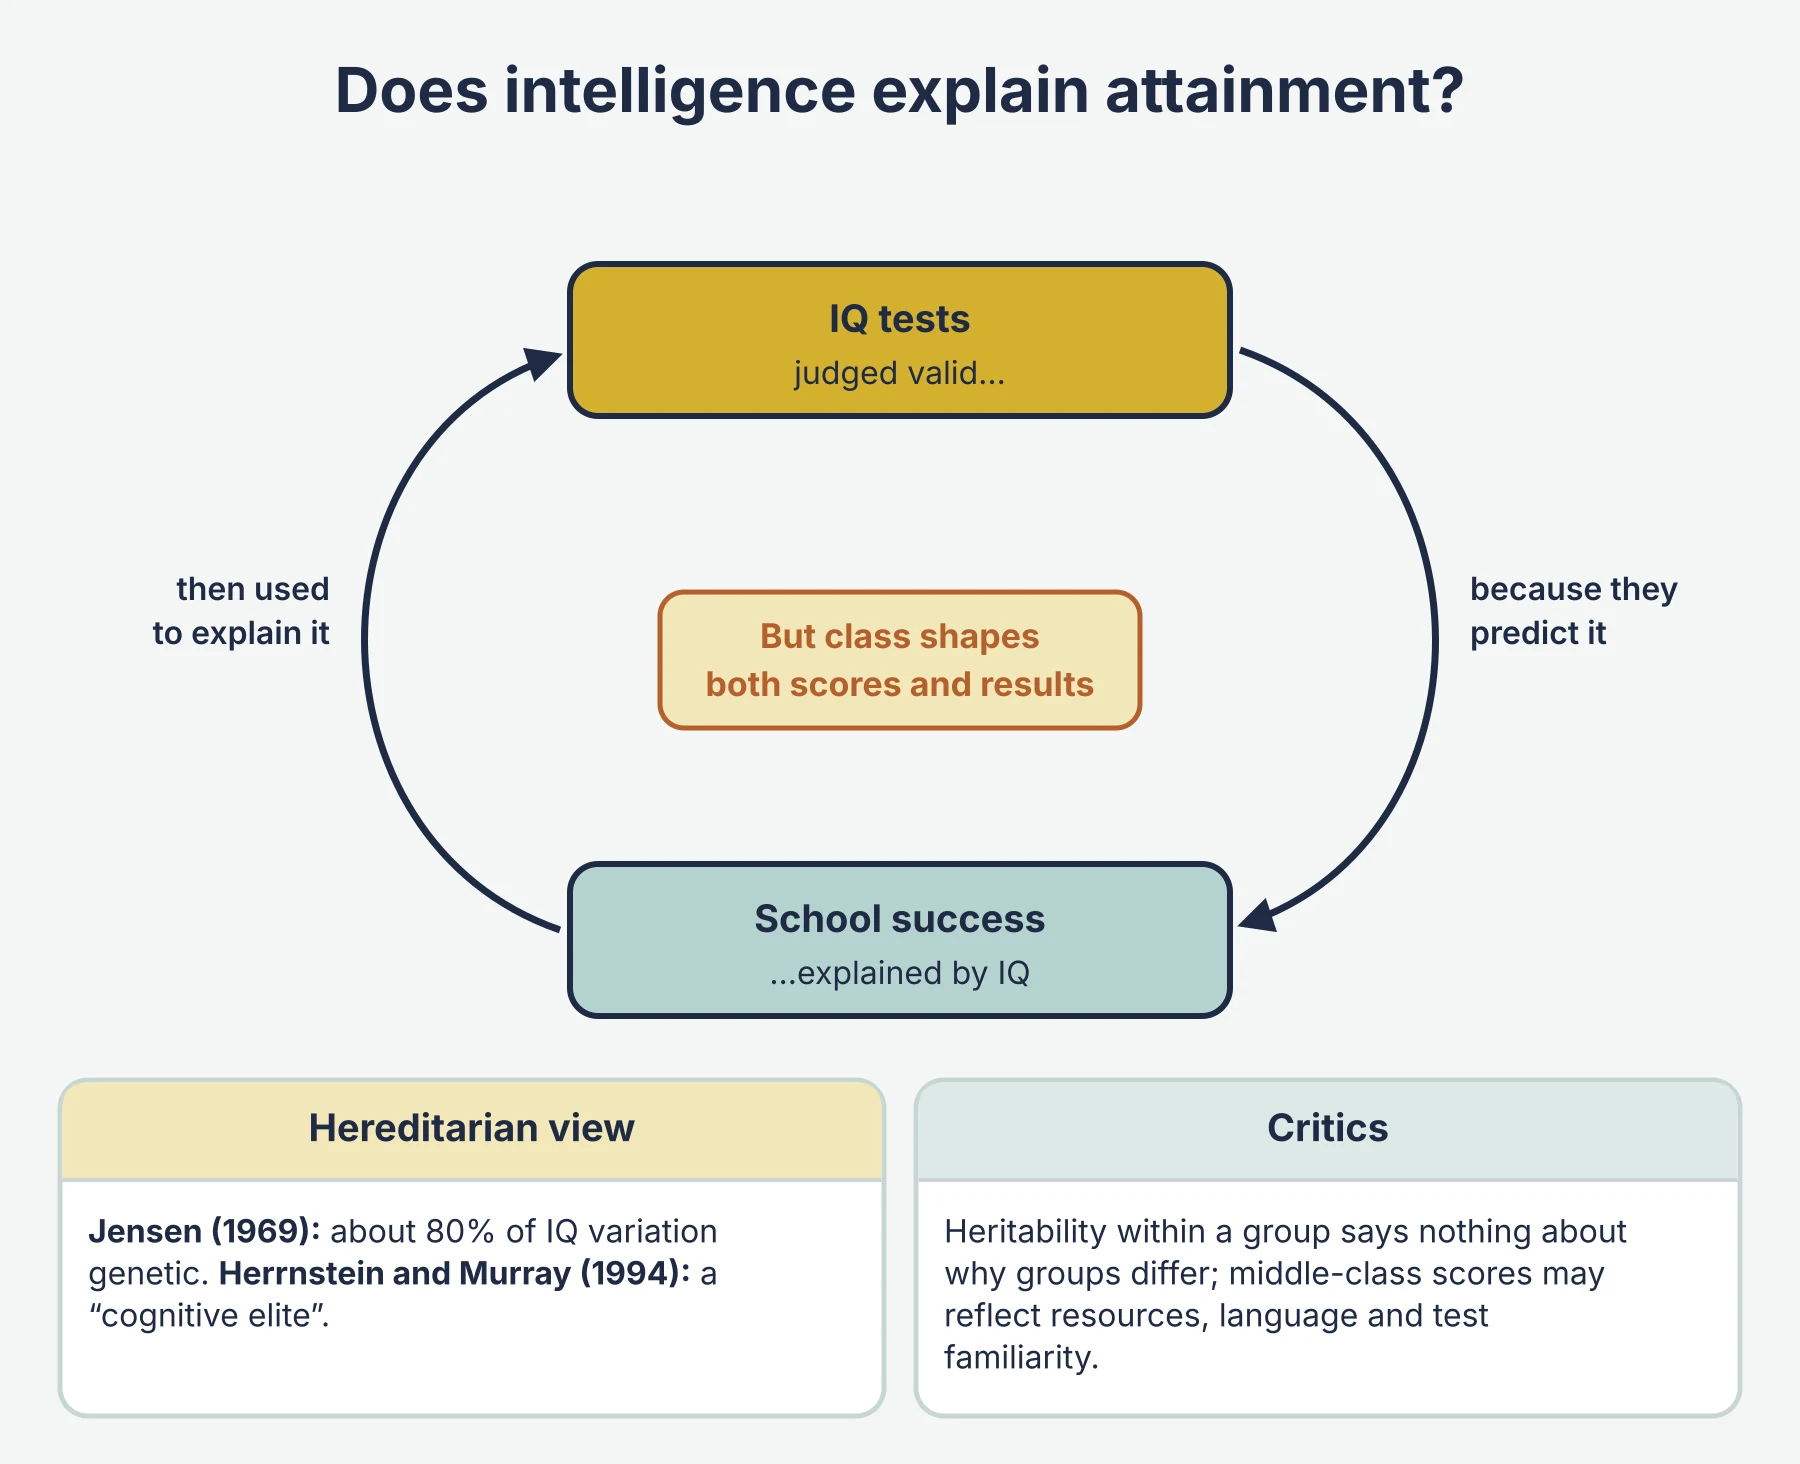 Does intelligence explain attainment?
IQ tests
judged valid...
then used
to explain it
because they
predict it
But class shapes
both scores and results
School success
...explained by IQ
Hereditarian view
Jensen (1969): about 80% of IQ variation
genetic. Herrnstein and Murray (1994): a
“cognitive elite”.
Critics
Heritability within a group says nothing about
why groups differ; middle-class scores may
reflect resources, language and test
familiarity.